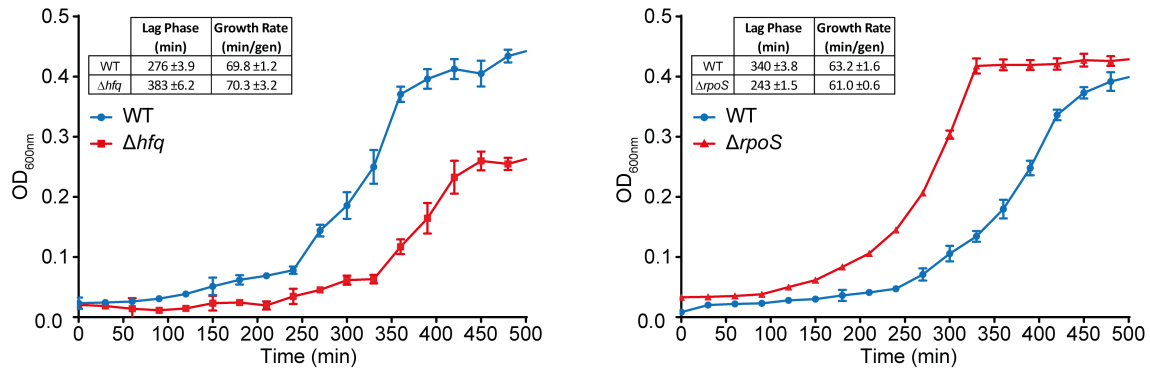 Lag Phase (min) Growth Rate (min/gen)
WT 276 ±3.9 69.8 ±1.2
Δhfq 383 ±6.2 70.3 ±3.2
WT
Δhfq
OD600nm
0.5
0.4
0.3
0.2
0.1
0.0
0 50 100 150 200 250 300 350 400 450 500
Time (min)
Lag Phase (min) Growth Rate (min/gen)
WT 340 ±3.8 63.2 ±1.6
ΔrpoS 243 ±1.5 61.0 ±0.6
WT
ΔrpoS
OD600nm
0.5
0.4
0.3
0.2
0.1
0.0
0 50 100 150 200 250 300 350 400 450 500
Time (min)